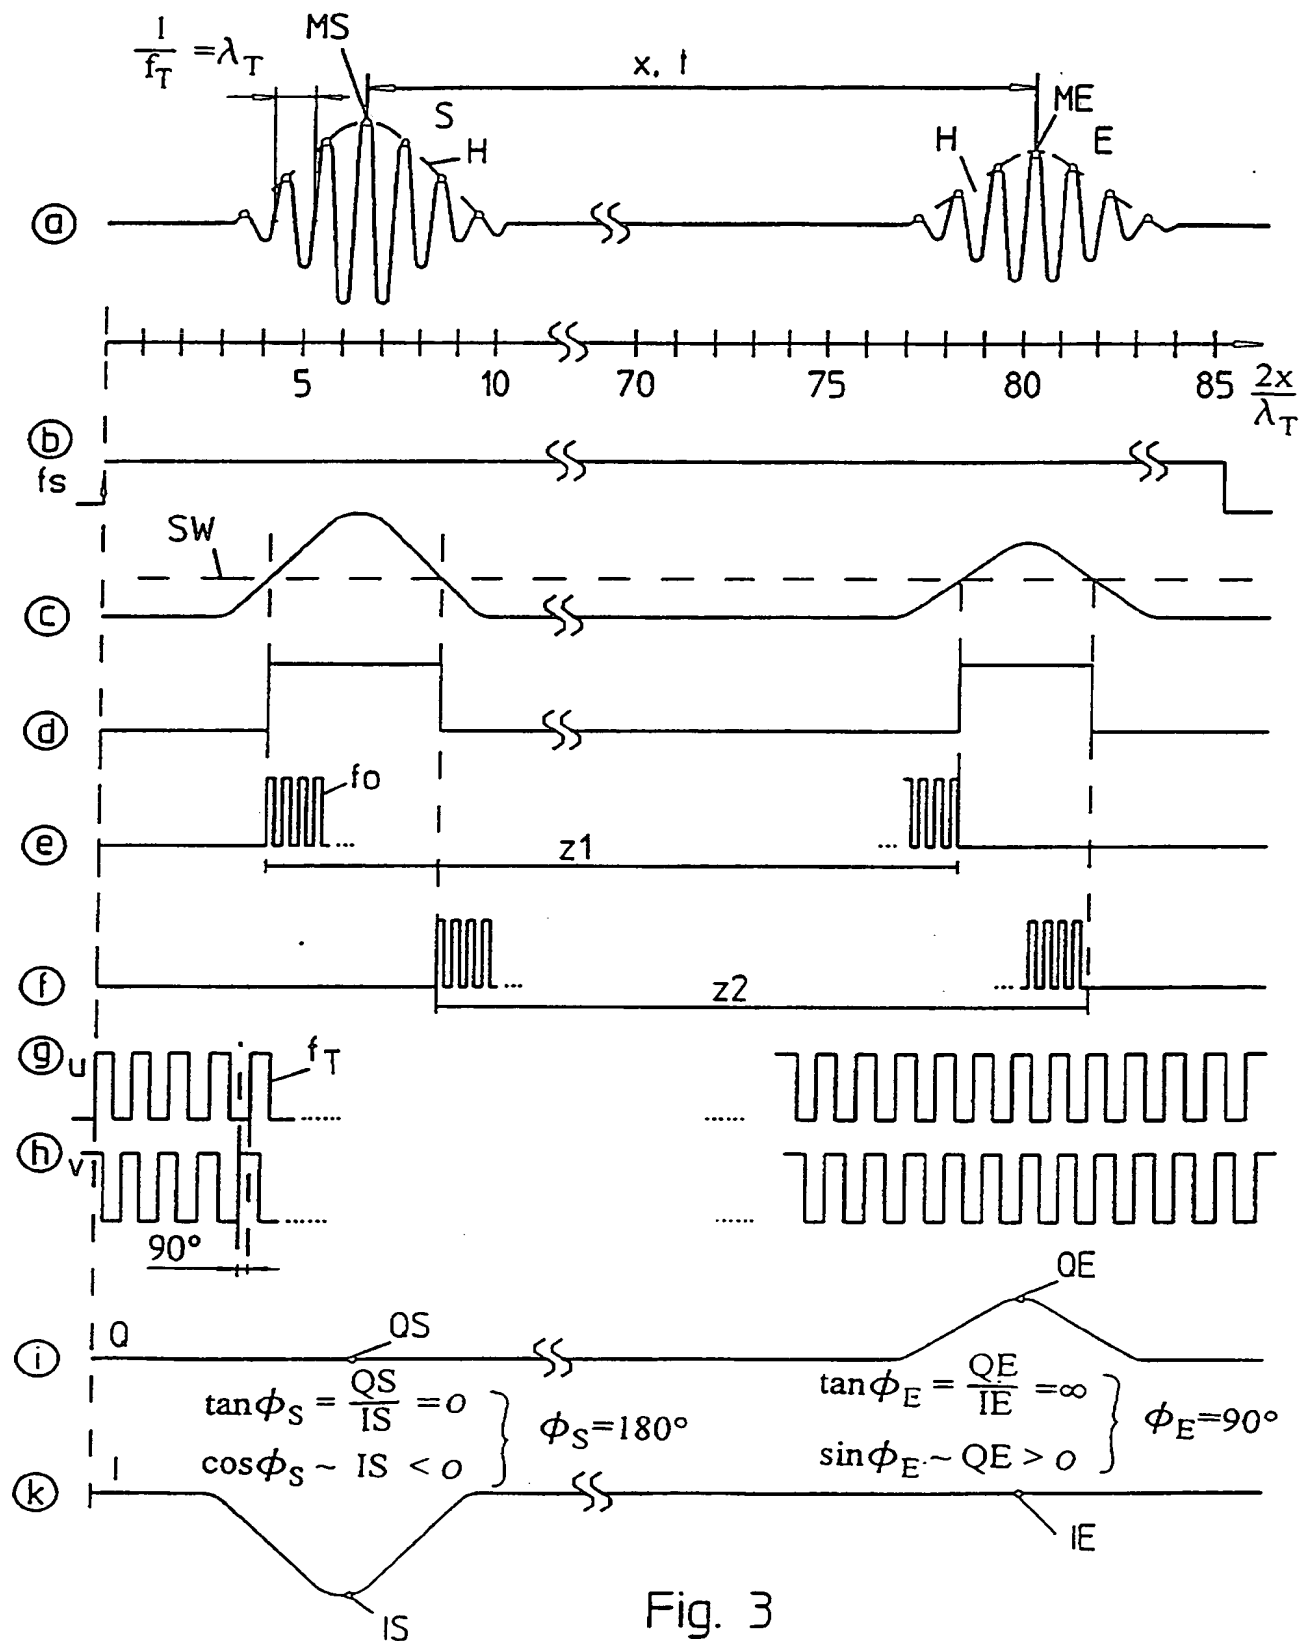 MS
1/f_T = λ_T
x, t
ME
S
H
H
E
a
5 10 70 75 80 85 2x/λ_T
b
fs
SW
c
d
fo
e
... ...
z1
f
... ...
z2
g u
f_T
...... ......
h v
...... ......
90°
QE
Q
QS
i
tanϕ_S = QS/IS = 0
tanϕ_E = QE/IE = ∞
ϕ_S=180°
ϕ_E=90°
cosϕ_S ~ IS < 0
sinϕ_E ~ QE > 0
I
k
IE
IS
Fig. 3